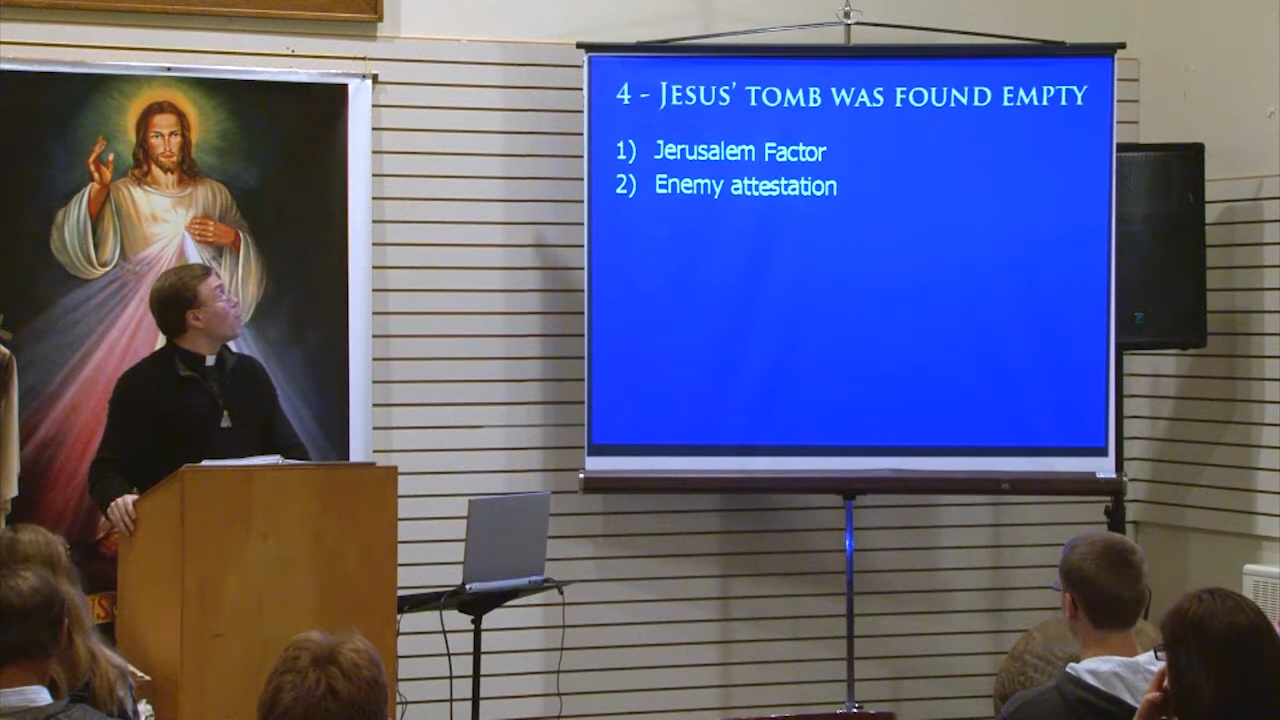 4 - JESUS' TOMB WAS FOUND EMPTY
1) Jerusalem Factor
2) Enemy attestation